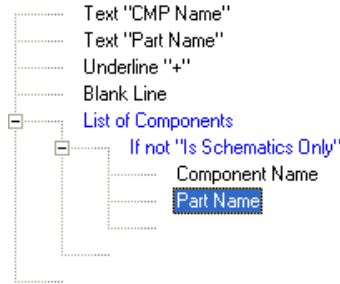 Text "CMP Name"
Text "Part Name"
Underline "+"
Blank Line
List of Components
If not "Is Schematics Only"
Component Name
Part Name